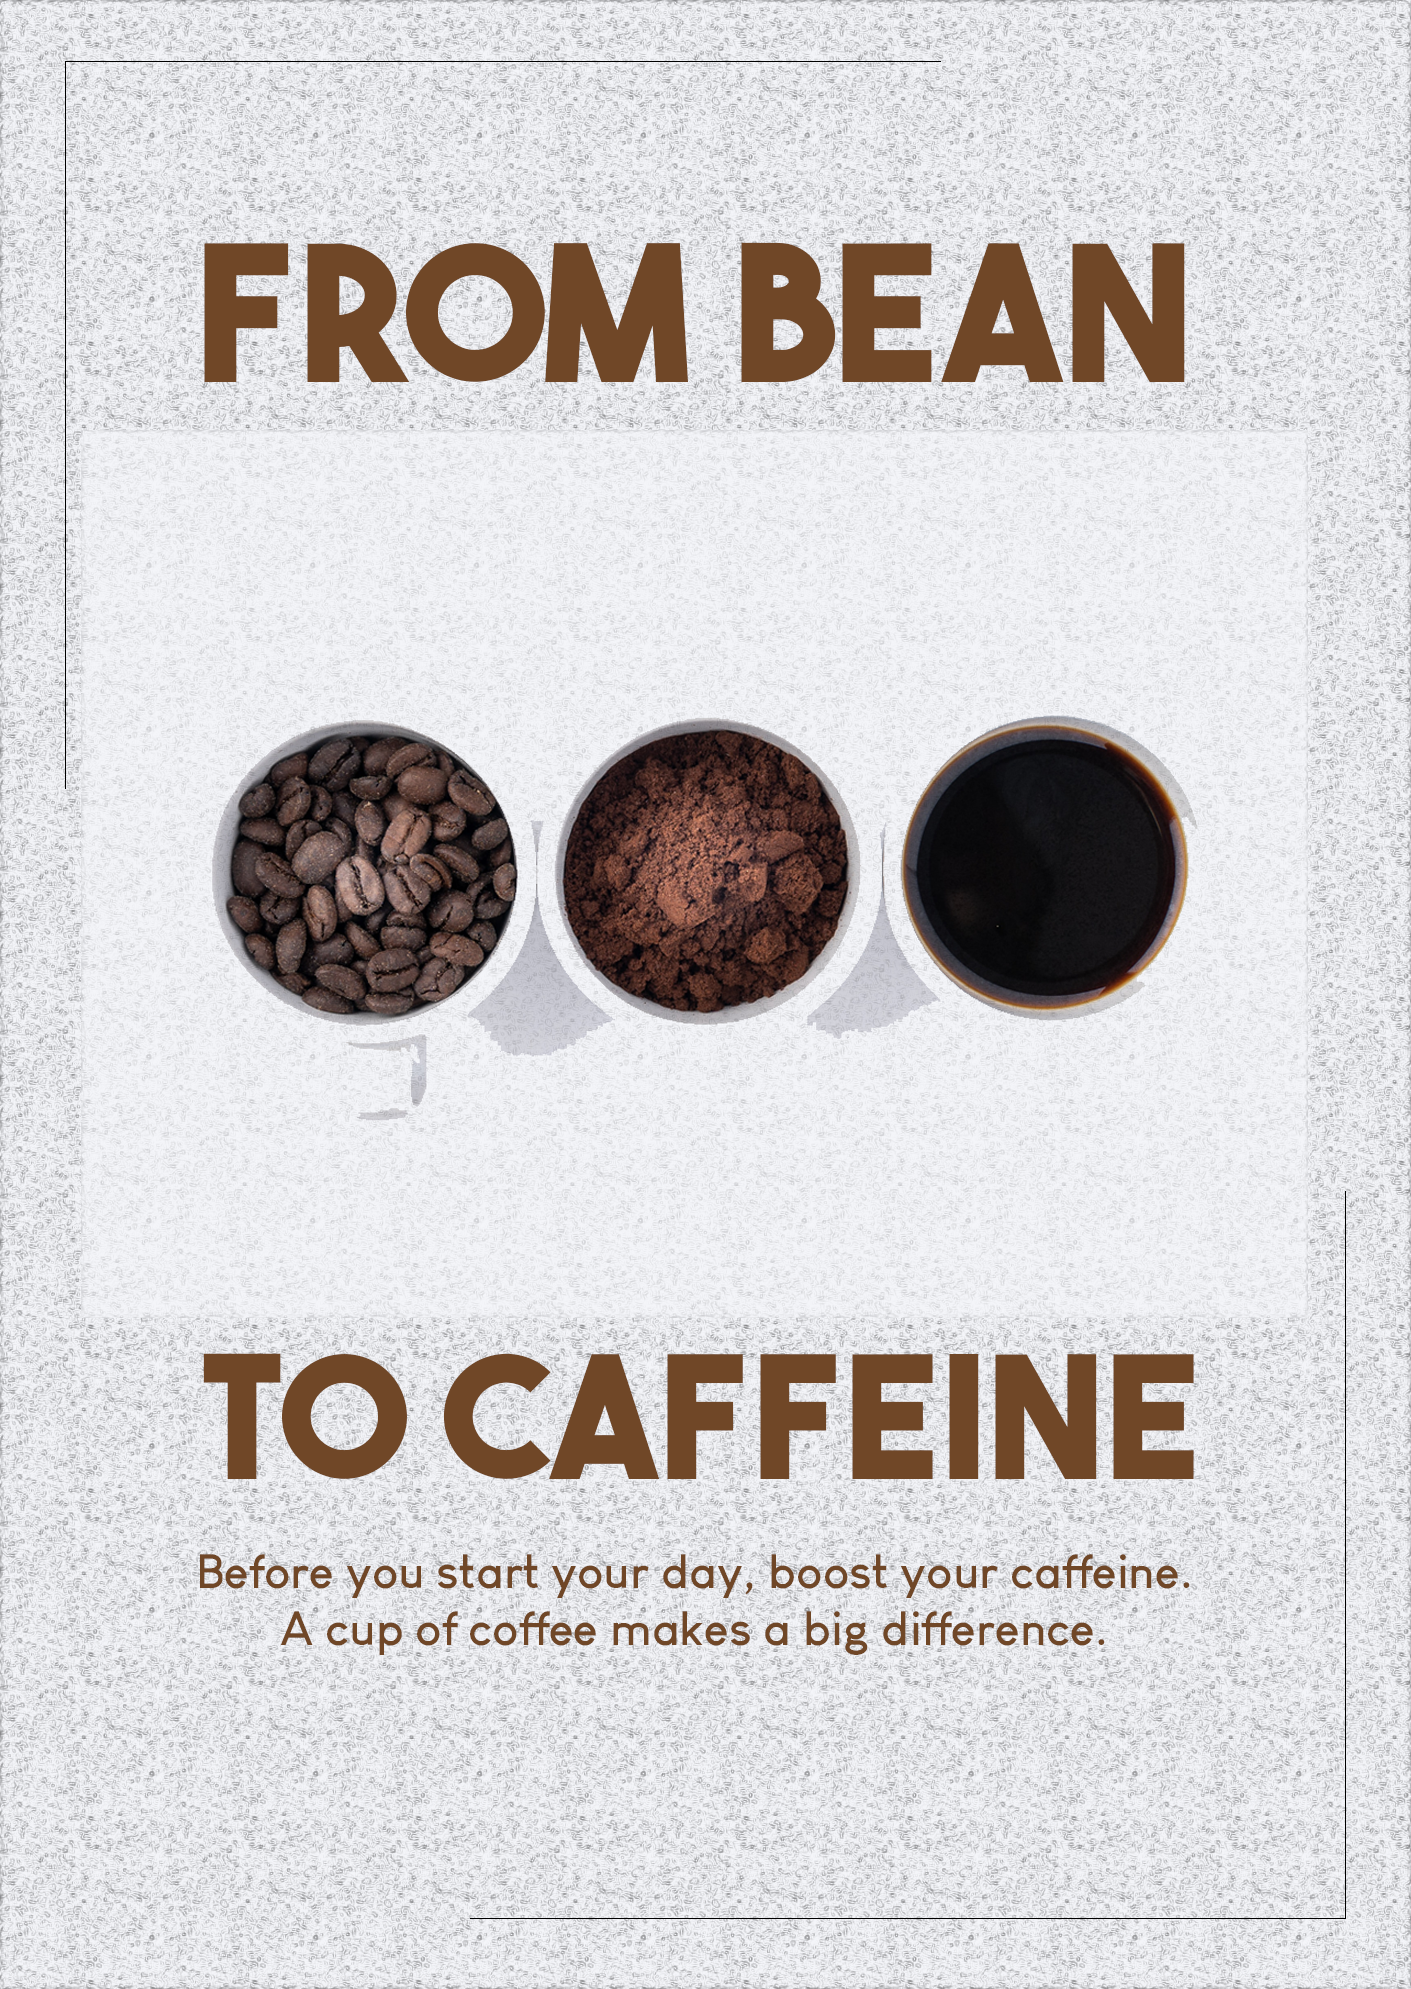 FROM BEAN
TO CAFFEINE
Before you start your day, boost your caffeine.
A cup of coffee makes a big difference.